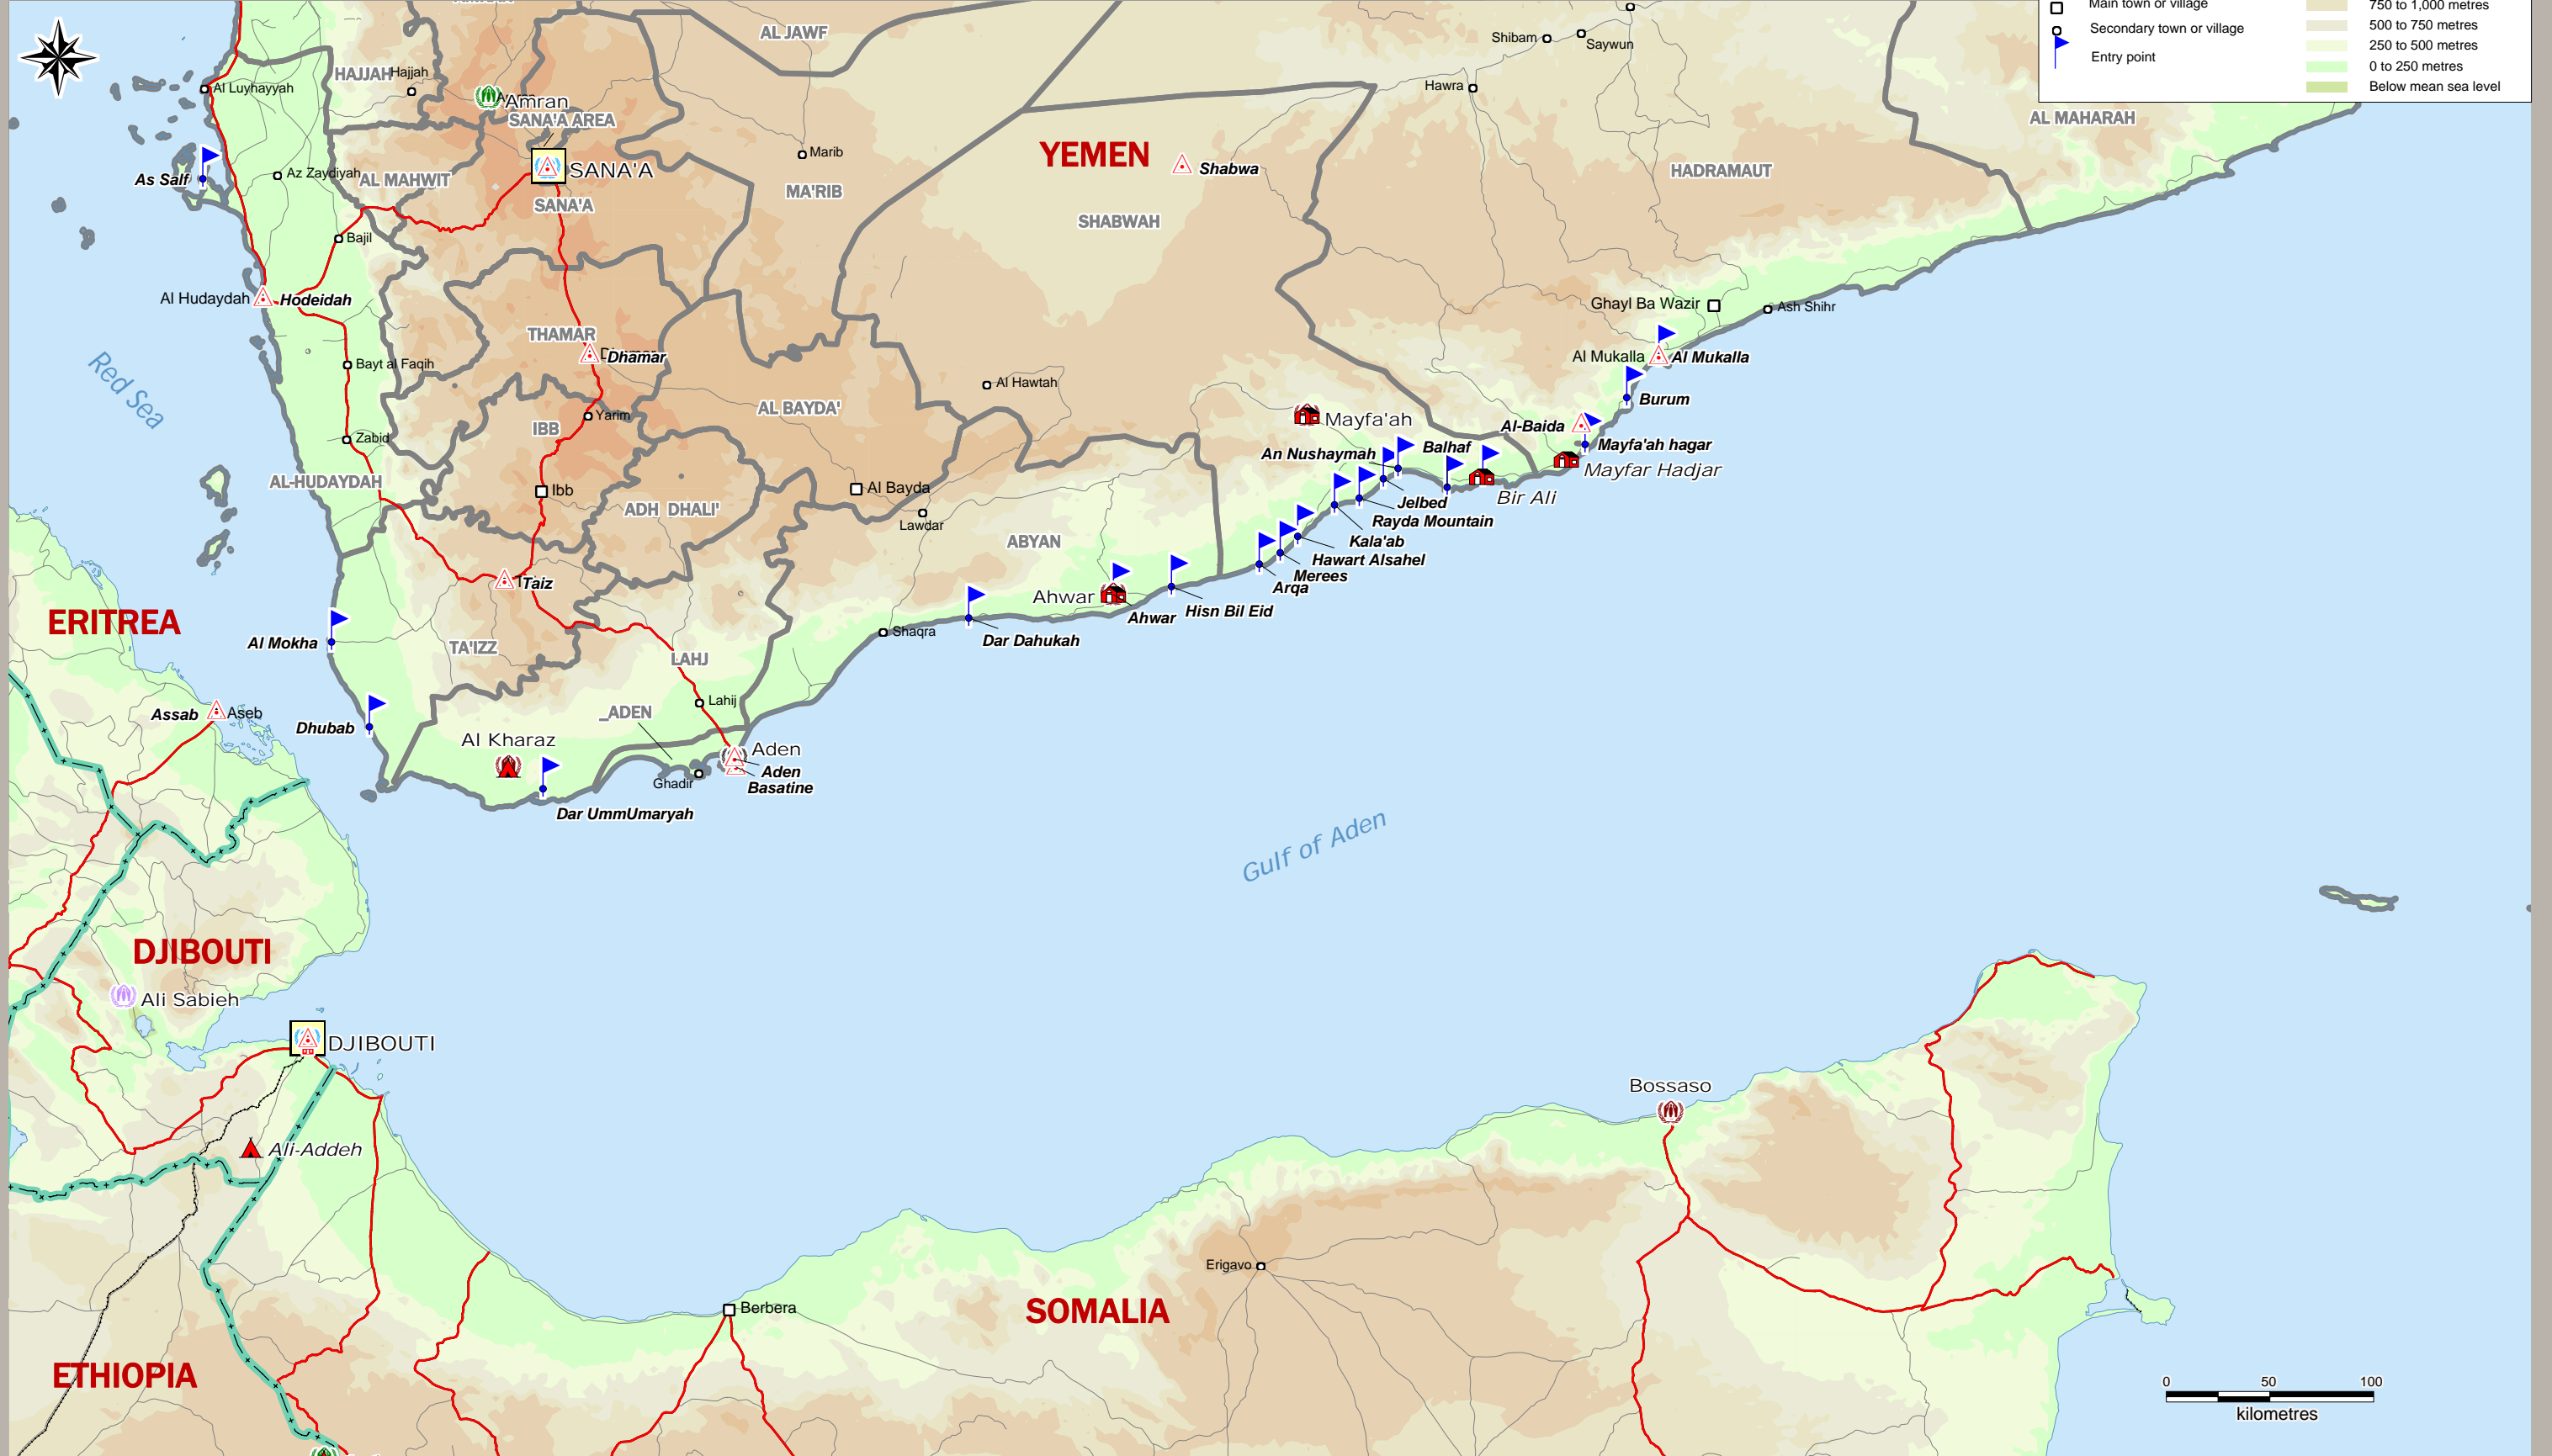 Main town or village
Secondary town or village
Entry point
750 to 1,000 metres
500 to 750 metres
250 to 500 metres
0 to 250 metres
Below mean sea level
AL JAWF
Shibam
Saywun
HAJJAH
Hajjah
Al Luhayyah
Amran
SANA'A AREA
Hawra
AL MAHARAH
Marib
YEMEN
Shabwa
SANA'A
HADRAMAUT
As Salf
Az Zaydiyah
AL MAHWIT
MA'RIB
SANA'A
SHABWAH
Bajil
Al Hudaydah
Hodeidah
Ghayl Ba Wazir
Ash Shihr
THAMAR
Dhamar
Al Mukalla
Al Mukalla
Red Sea
Bayt al Faqih
Al Hawtah
Burum
AL BAYDA'
Yarim
IBB
Mayfa'ah
Al-Baida
Zabid
An Nushaymah
Balhaf
Mayfa'ah hagar
Mayfar Hadjar
AL-HUDAYDAH
Ibb
Al Bayda
Bir Ali
Jelbed
ADH DHALI'
Lawdar
Rayda Mountain
ABYAN
Kala'ab
Hawart Alsahel
Merees
Taiz
Arqa
Ahwar
Ahwar
Hisn Bil Eid
ERITREA
Shaqra
Dar Dahukah
Al Mokha
TA'IZZ
LAHJ
Lahij
Assab
Aseb
_ADEN
Dhubab
Al Kharaz
Aden
Aden
Ghadir
Basatine
Dar UmmUmaryah
Gulf of Aden
DJIBOUTI
Ali Sabieh
DJIBOUTI
Bossaso
Ali-Addeh
Erigavo
Berbera
SOMALIA
ETHIOPIA
0 50 100
kilometres